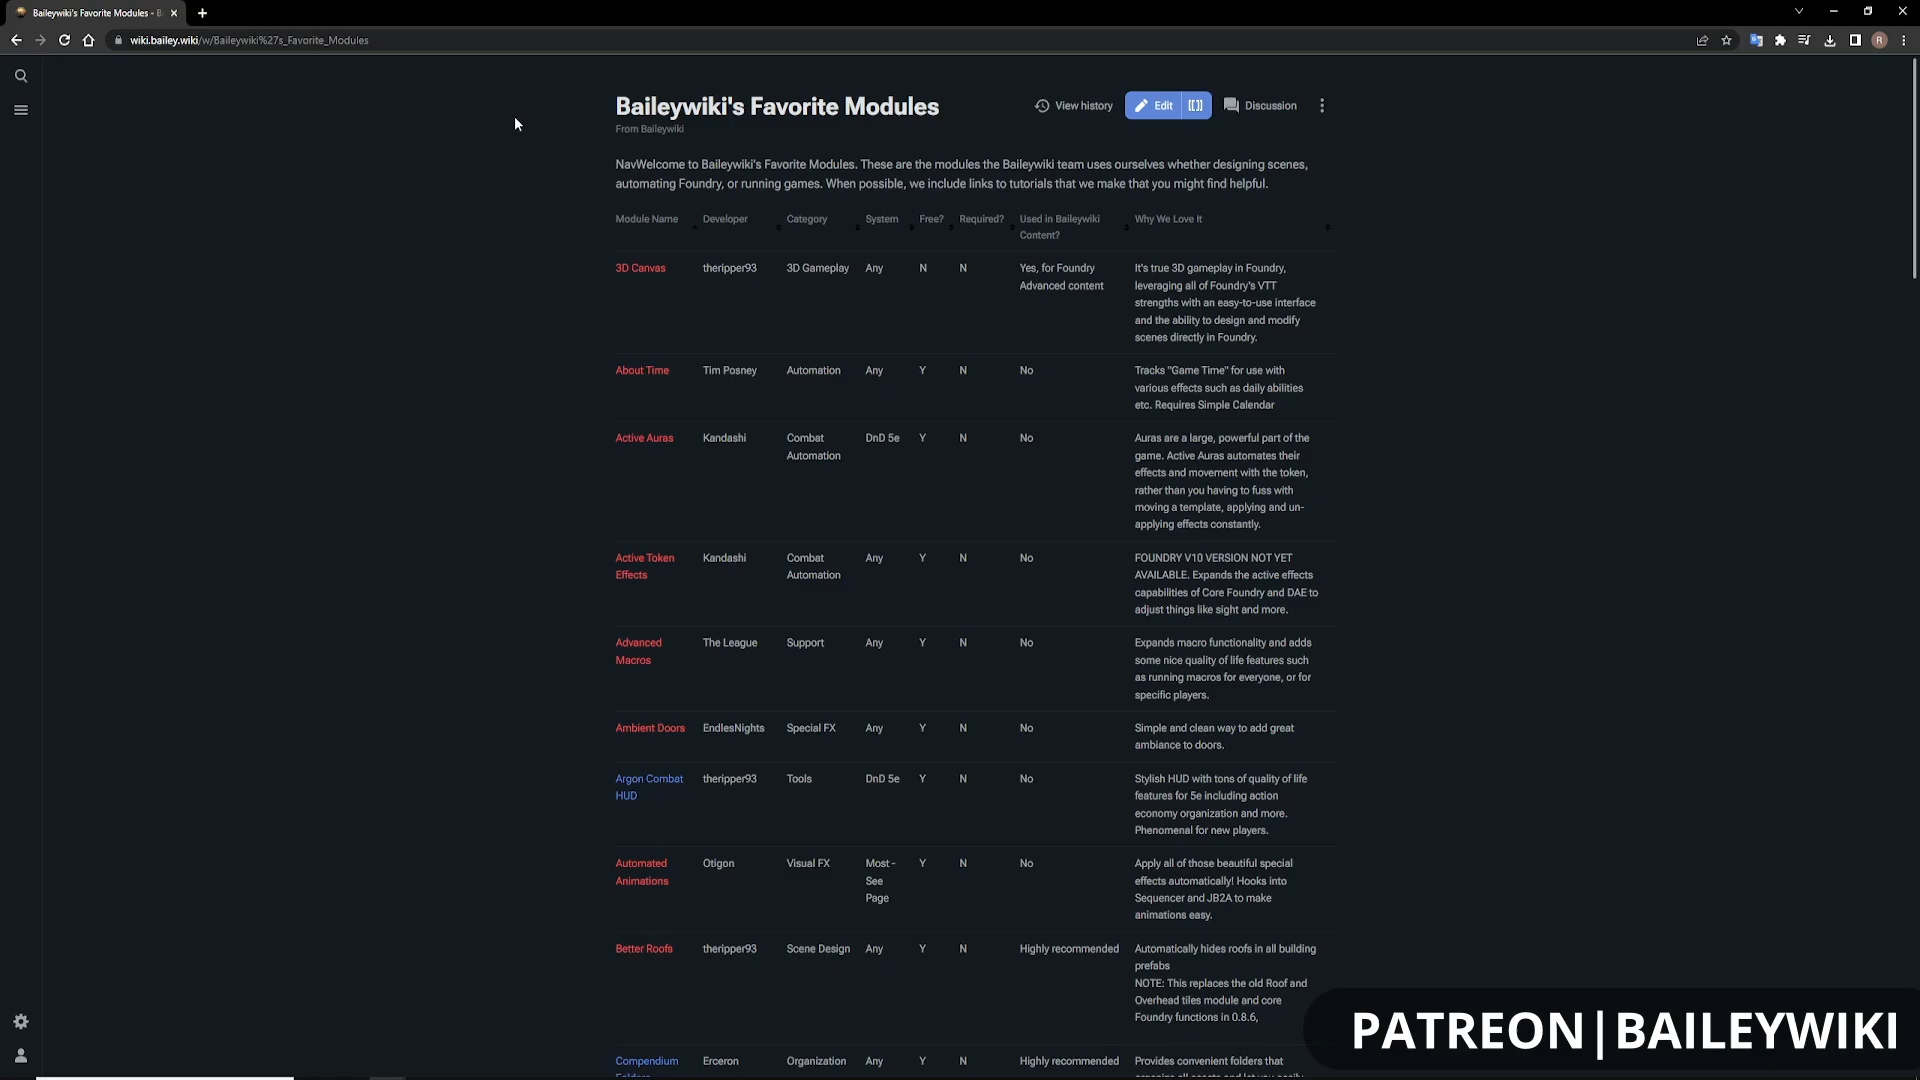 Baileywiki's Favorite Modules - B
wiki.bailey.wiki/w/Baileywiki%27s_Favorite_Modules
R
Baileywiki's Favorite Modules
View history
Edit
[[]]
Discussion
From Baileywiki
NavWelcome to Baileywiki's Favorite Modules. These are the modules the Baileywiki team uses ourselves whether designing scenes,
automating Foundry, or running games. When possible, we include links to tutorials that we make that you might find helpful.
Module Name Developer Category System Free? Required? Used in Baileywiki Why We Love It
Content?
3D Canvas theripper93 3D Gameplay Any N N Yes, for Foundry It's true 3D gameplay in Foundry,
Advanced content leveraging all of Foundry's VTT
strengths with an easy-to-use interface
and the ability to design and modify
scenes directly in Foundry.
About Time Tim Posney Automation Any Y N No Tracks "Game Time" for use with
various effects such as daily abilities
etc. Requires Simple Calendar
Active Auras Kandashi Combat DnD 5e Y N No Auras are a large, powerful part of the
Automation game. Active Auras automates their
effects and movement with the token,
rather than you having to fuss with
moving a template, applying and un-
applying effects constantly.
Active Token Kandashi Combat Any Y N No FOUNDRY V10 VERSION NOT YET
Effects Automation AVAILABLE. Expands the active effects
capabilities of Core Foundry and DAE to
adjust things like sight and more.
Advanced The League Support Any Y N No Expands macro functionality and adds
Macros some nice quality of life features such
as running macros for everyone, or for
specific players.
Ambient Doors EndlesNights Special FX Any Y N No Simple and clean way to add great
ambiance to doors.
Argon Combat theripper93 Tools DnD 5e Y N No Stylish HUD with tons of quality of life
HUD features for 5e including action
economy organization and more.
Phenomenal for new players.
Automated Otigon Visual FX Most - Y N No Apply all of those beautiful special
Animations See effects automatically! Hooks into
Page Sequencer and JB2A to make
animations easy.
Better Roofs theripper93 Scene Design Any Y N Highly recommended Automatically hides roofs in all building
prefabs
NOTE: This replaces the old Roof and
Overhead tiles module and core
Foundry functions in 0.8.6,
Compendium Erceron Organization Any Y N Highly recommended Provides convenient folders that
PATREON|BAILEYWIKI